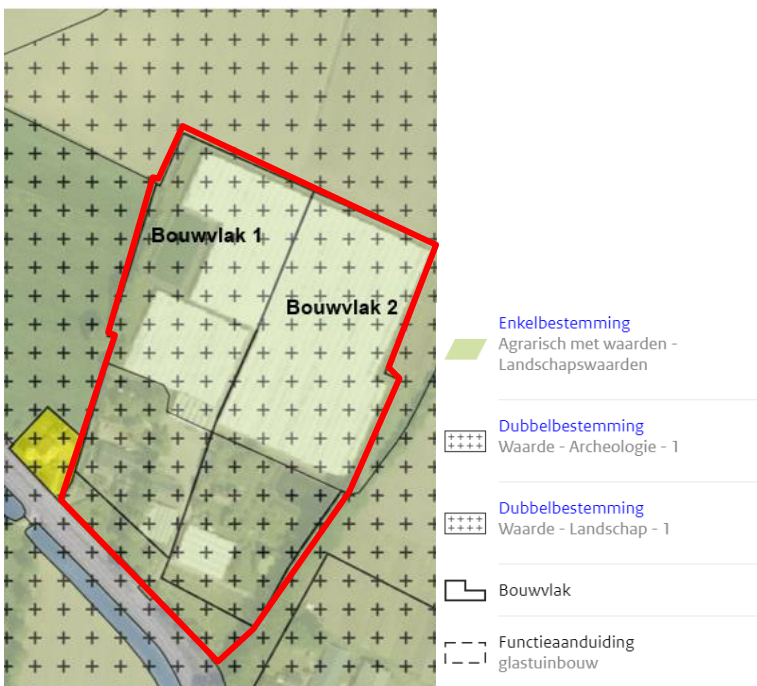 Bouwvlak 1
Bouwvlak 2
Enkelbestemming
Agrarisch met waarden -
Landschapswaarden
Dubbelbestemming
Waarde - Archeologie - 1
Dubbelbestemming
Waarde - Landschap - 1
Bouwvlak
Functieaanduiding
glastuinbouw